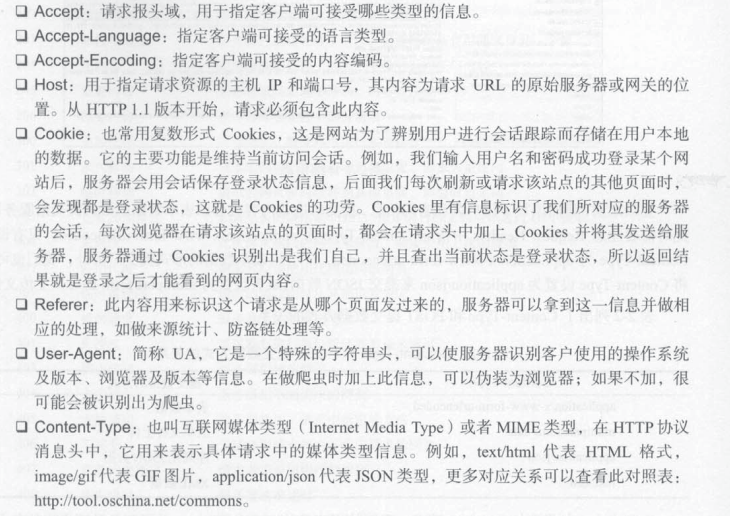 ❑ Accept：请求报头域，用于指定客户端可接受哪些类型的信息。
❑ Accept-Language：指定客户端可接受的语言类型。
❑ Accept-Encoding：指定客户端可接受的内容编码。
❑ Host：用于指定请求资源的主机 IP 和端口号，其内容为请求 URL 的原始服务器或网关的位
置。从 HTTP 1.1 版本开始，请求必须包含此内容。
❑ Cookie：也常用复数形式 Cookies，这是网站为了辨别用户进行会话跟踪而存储在用户本地
的数据。它的主要功能是维持当前访问会话。例如，我们输入用户名和密码成功登录某个网
站后，服务器会用会话保存登录状态信息，后面我们每次刷新或请求该站点的其他页面时，
会发现都是登录状态，这就是 Cookies 的功劳。Cookies 里有信息标识了我们所对应的服务器
的会话，每次浏览器在请求该站点的页面时，都会在请求头中加上 Cookies 并将其发送给服
务器，服务器通过 Cookies 识别出是我们自己，并且查出当前状态是登录状态，所以返回结
果就是登录之后才能看到的网页内容。
❑ Referer：此内容用来标识这个请求是从哪个页面发过来的，服务器可以拿到这一信息并做相
应的处理，如做来源统计、防盗链处理等。
❑ User-Agent：简称 UA，它是一个特殊的字符串头，可以使服务器识别客户使用的操作系统
及版本、浏览器及版本等信息。在做爬虫时加上此信息，可以伪装为浏览器；如果不加，很
可能会被识别出为爬虫。
❑ Content-Type：也叫互联网媒体类型（Internet Media Type）或者 MIME 类型，在 HTTP 协议
消息头中，它用来表示具体请求中的媒体类型信息。例如，text/html 代表 HTML 格式，
image/gif 代表 GIF 图片，application/json 代表 JSON 类型，更多对应关系可以查看此对照表：
http://tool.oschina.net/commons。